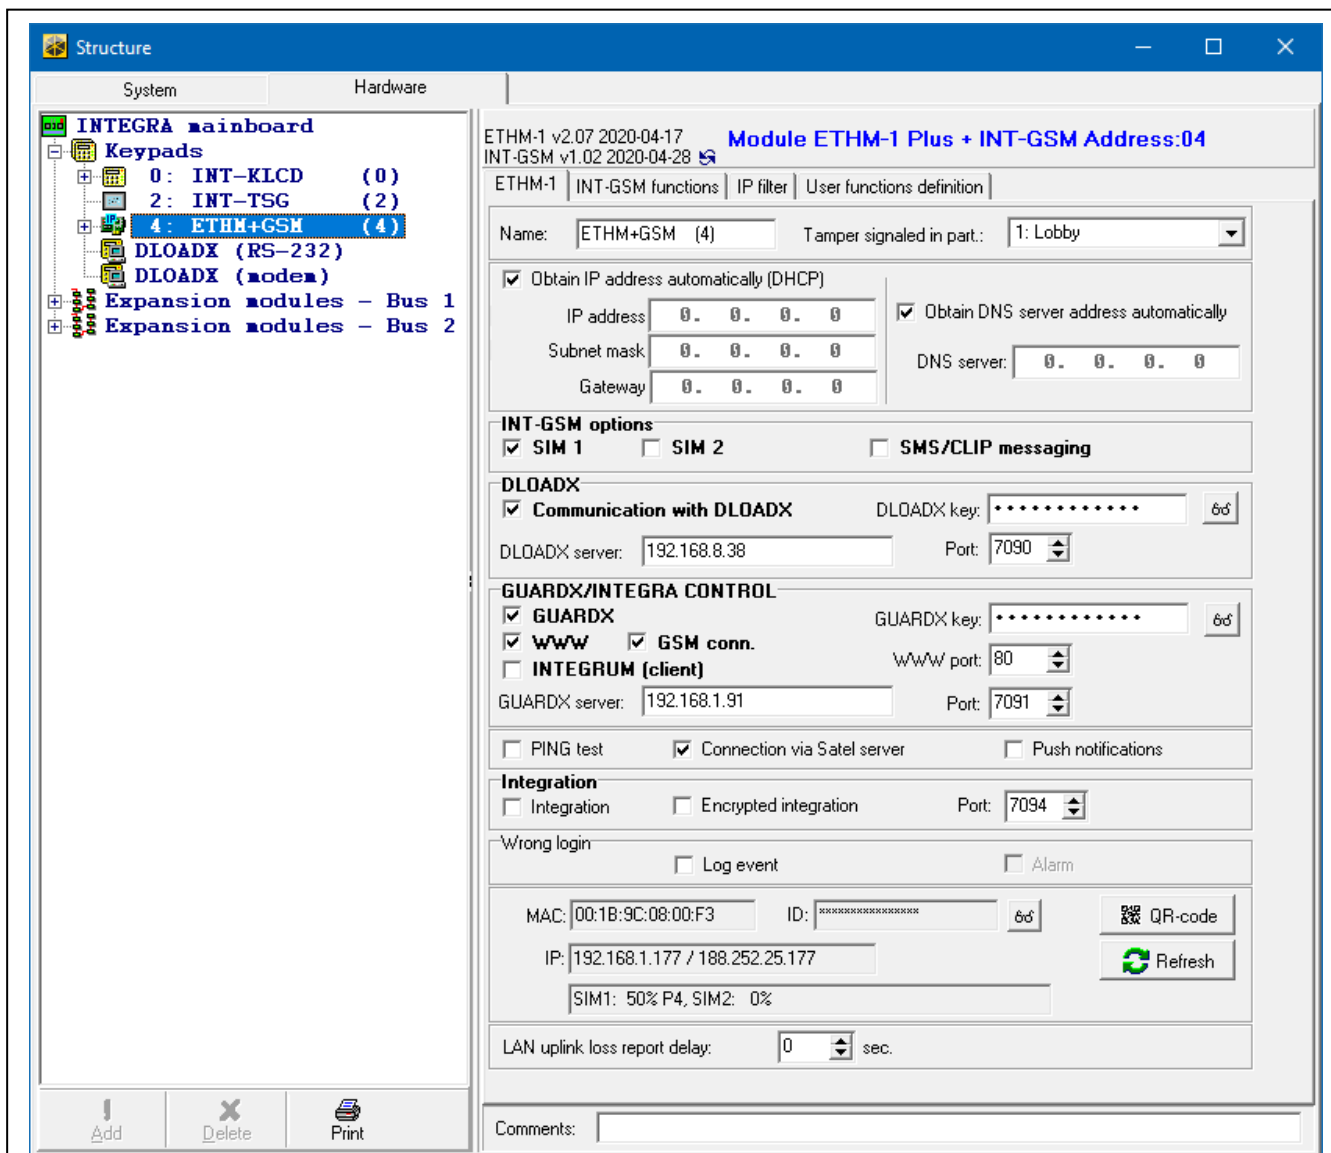 Structure
System Hardware
INTEGRA mainboard
Keypads
0: INT-KLCD (0)
2: INT-TSG (2)
4: ETHM+GSM (4)
DLOADX (RS-232)
DLOADX (modem)
Expansion modules - Bus 1
Expansion modules - Bus 2
Add Delete Print
ETHM-1 v2.07 2020-04-17
INT-GSM v1.02 2020-04-28
Module ETHM-1 Plus + INT-GSM Address:04
ETHM-1 INT-GSM functions IP filter User functions definition
Name: ETHM+GSM (4) Tamper signaled in part.: 1: Lobby
Obtain IP address automatically (DHCP)
IP address 0. 0. 0. 0
Subnet mask 0. 0. 0. 0
Gateway 0. 0. 0. 0
Obtain DNS server address automatically
DNS server: 0. 0. 0. 0
INT-GSM options
SIM 1 SIM 2 SMS/CLIP messaging
DLOADX
Communication with DLOADX DLOADX key: ••••••••••••
DLOADX server: 192.168.8.38 Port: 7090
GUARDX/INTEGRA CONTROL
GUARDX GUARDX key: ••••••••••••
WWW GSM conn. WWW port: 80
INTEGRUM (client)
GUARDX server: 192.168.1.91 Port: 7091
PING test Connection via Satel server Push notifications
Integration
Integration Encrypted integration Port: 7094
Wrong login
Log event Alarm
MAC: 00:1B:9C:08:00:F3 ID: **************** QR-code
IP: 192.168.1.177 / 188.252.25.177 Refresh
SIM1: 50% P4, SIM2: 0%
LAN uplink loss report delay: 0 sec.
Comments: